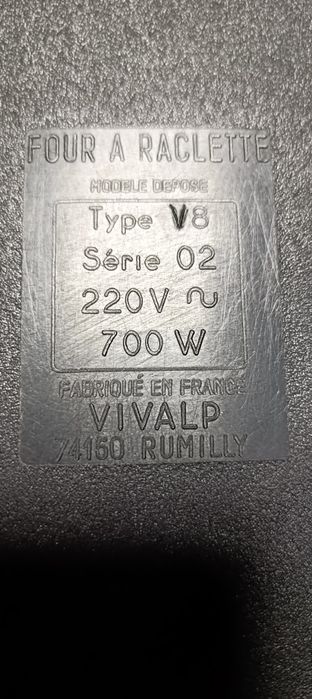 FOUR A RACLETTE
MODELE DEPOSE
Type V8
Série 02
220V ~
700 W
FABRIQUÉ EN FRANCE
VIVALP
74150 RUMILLY